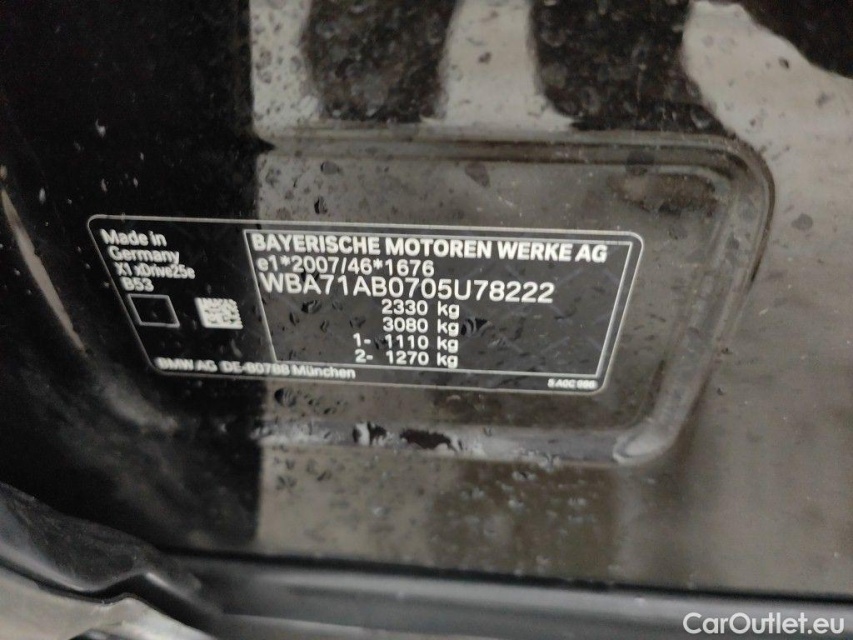 Made in
Germany
X1 xDrive25e
B53
BAYERISCHE MOTOREN WERKE AG
e1*2007/46*1676
WBA71AB0705U78222
2330 kg
3080 kg
1- 1110 kg
2- 1270 kg
BMW AG DE-80788 München
CarOutlet.eu